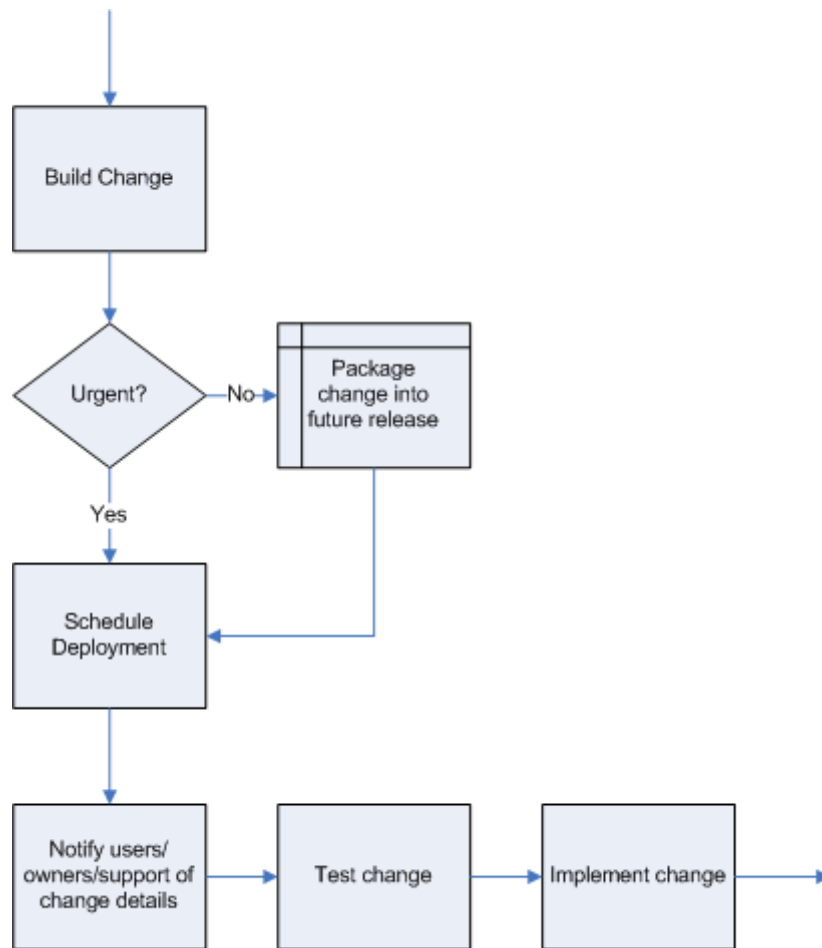 Build Change
Urgent?
No
Package
change into
future release
Yes
Schedule
Deployment
Notify users/
owners/support of
change details
Test change
Implement change